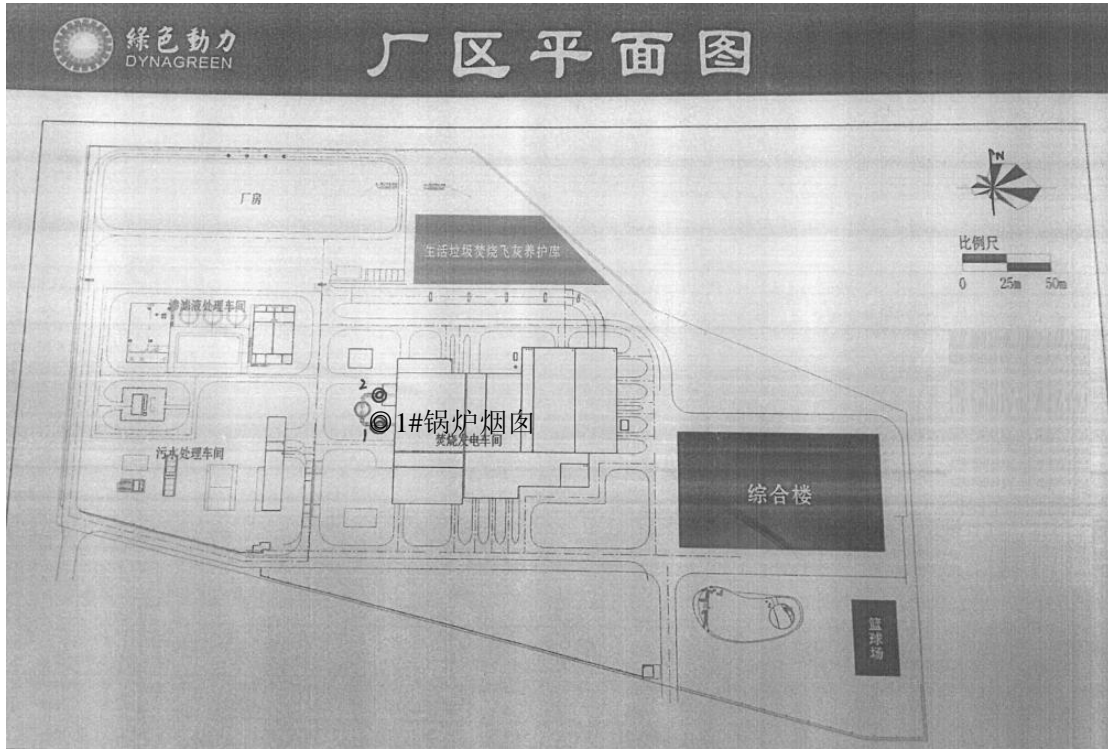 綠色動力
DYNAGREEN
厂区平面图
N
厂房
生活垃圾焚烧飞灰养护库
比例尺
0 25m 50m
渗滤液处理车间
2
1#锅炉烟囱
1
焚烧发电车间
污水处理车间
综合楼
篮球场